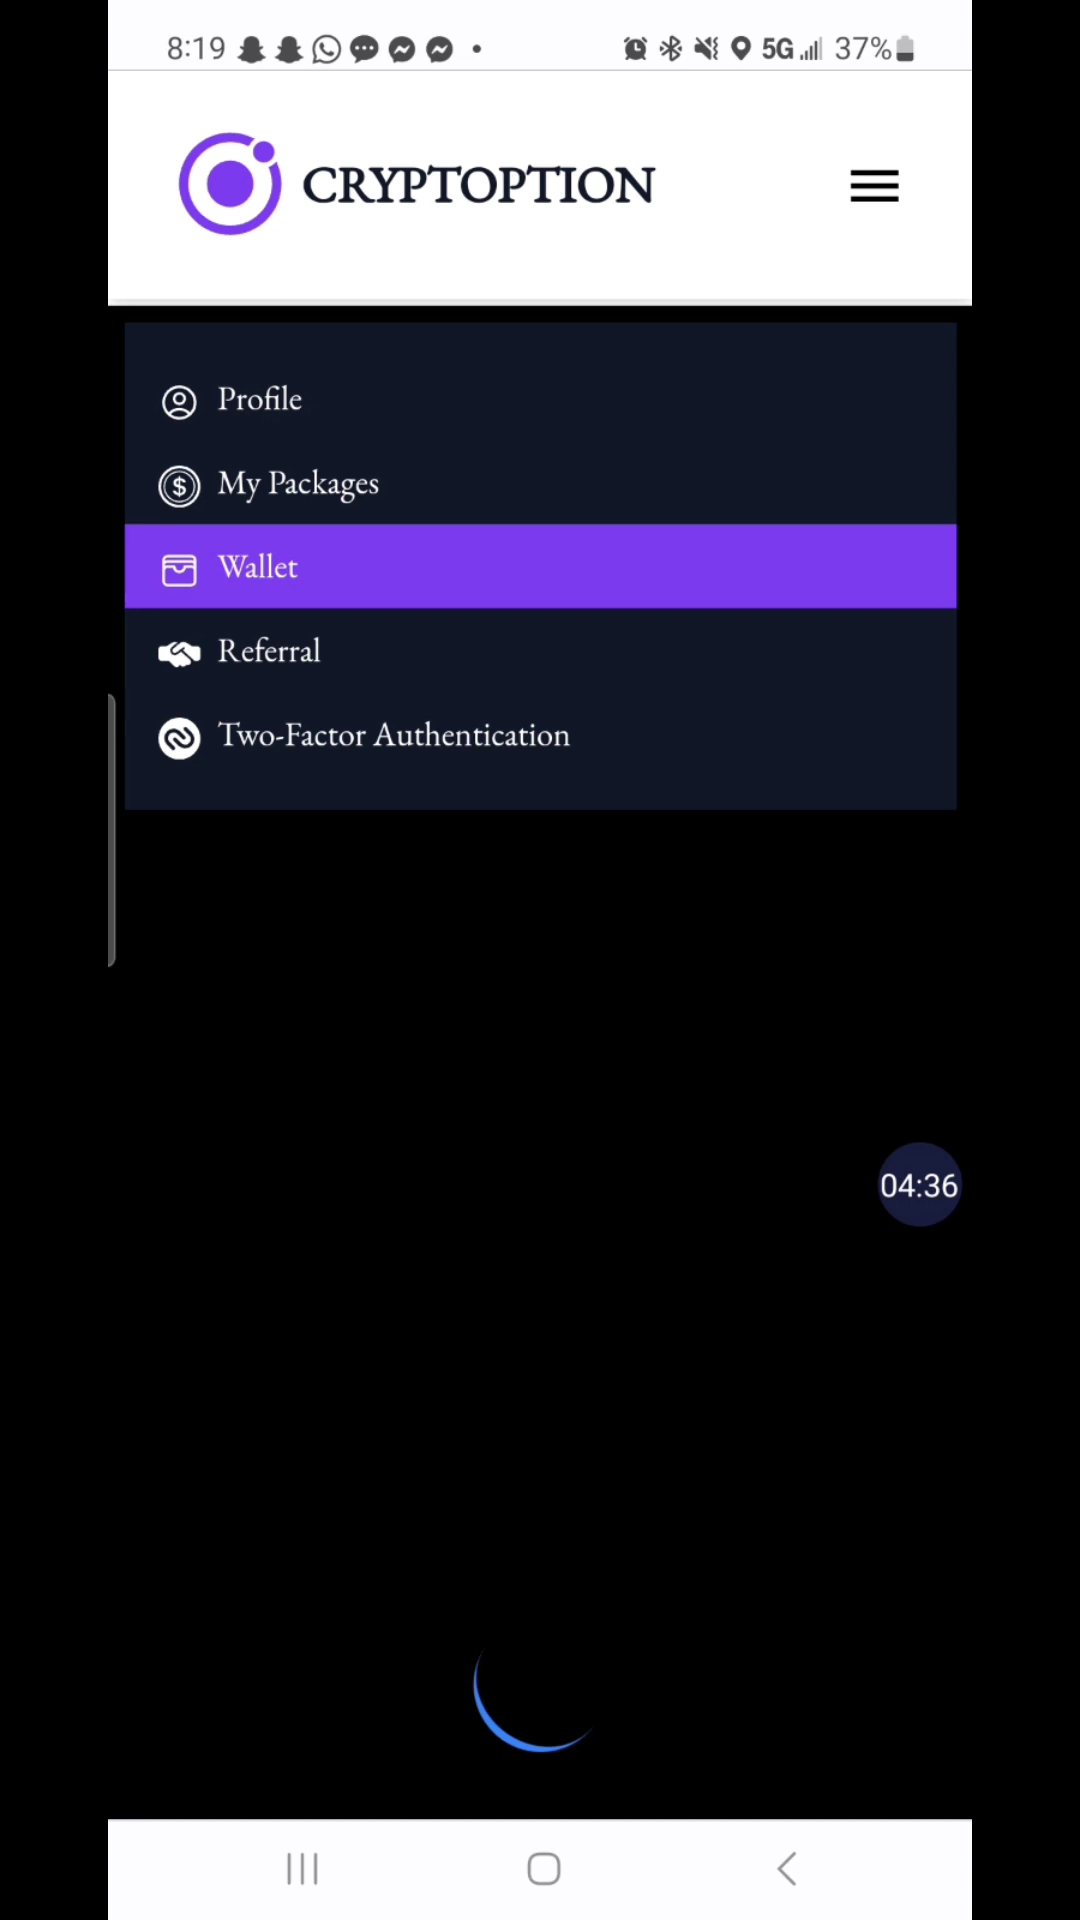 8:19 5G 37%
CRYPTOPTION
Profile
My Packages
Wallet
Referral
Two-Factor Authentication
04:36